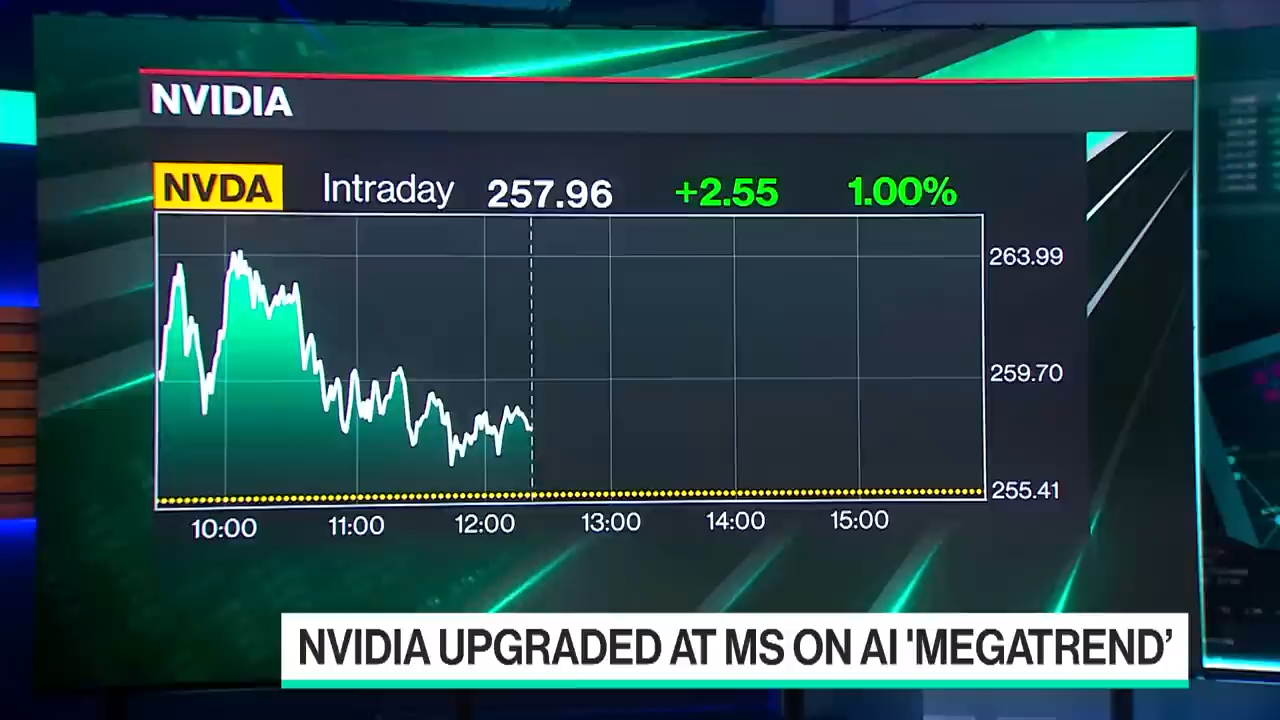 NVIDIA
NVDA Intraday 257.96 +2.55 1.00%
263.99
259.70
255.41
10:00 11:00 12:00 13:00 14:00 15:00
NVIDIA UPGRADED AT MS ON AI 'MEGATREND’